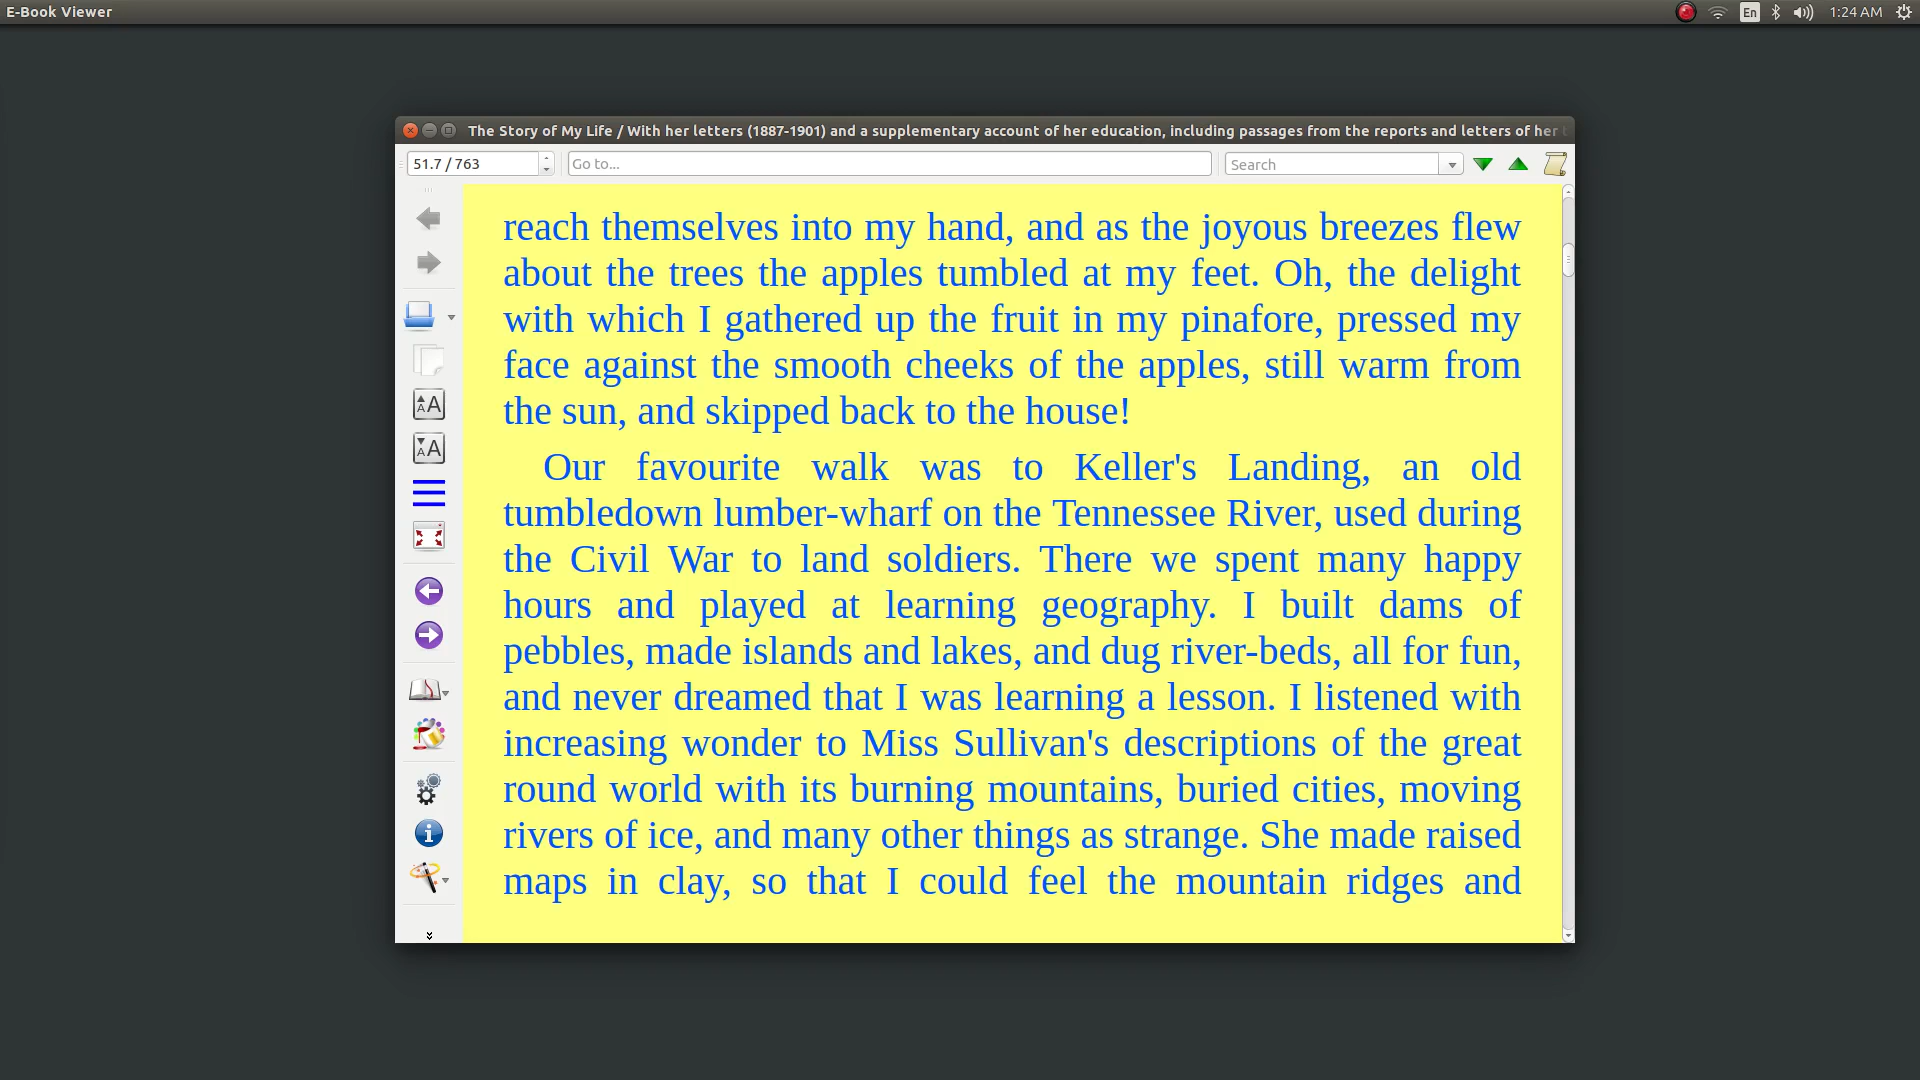 E-Book Viewer
En
1:24 AM
The Story of My Life / With her letters (1887-1901) and a supplementary account of her education, including passages from the reports and letters of her
51.7 / 763
Go to...
Search
reach themselves into my hand, and as the joyous breezes flew
about the trees the apples tumbled at my feet. Oh, the delight
with which I gathered up the fruit in my pinafore, pressed my
face against the smooth cheeks of the apples, still warm from
the sun, and skipped back to the house!
Our favourite walk was to Keller's Landing, an old
tumbledown lumber-wharf on the Tennessee River, used during
the Civil War to land soldiers. There we spent many happy
hours and played at learning geography. I built dams of
pebbles, made islands and lakes, and dug river-beds, all for fun,
and never dreamed that I was learning a lesson. I listened with
increasing wonder to Miss Sullivan's descriptions of the great
round world with its burning mountains, buried cities, moving
rivers of ice, and many other things as strange. She made raised
maps in clay, so that I could feel the mountain ridges and